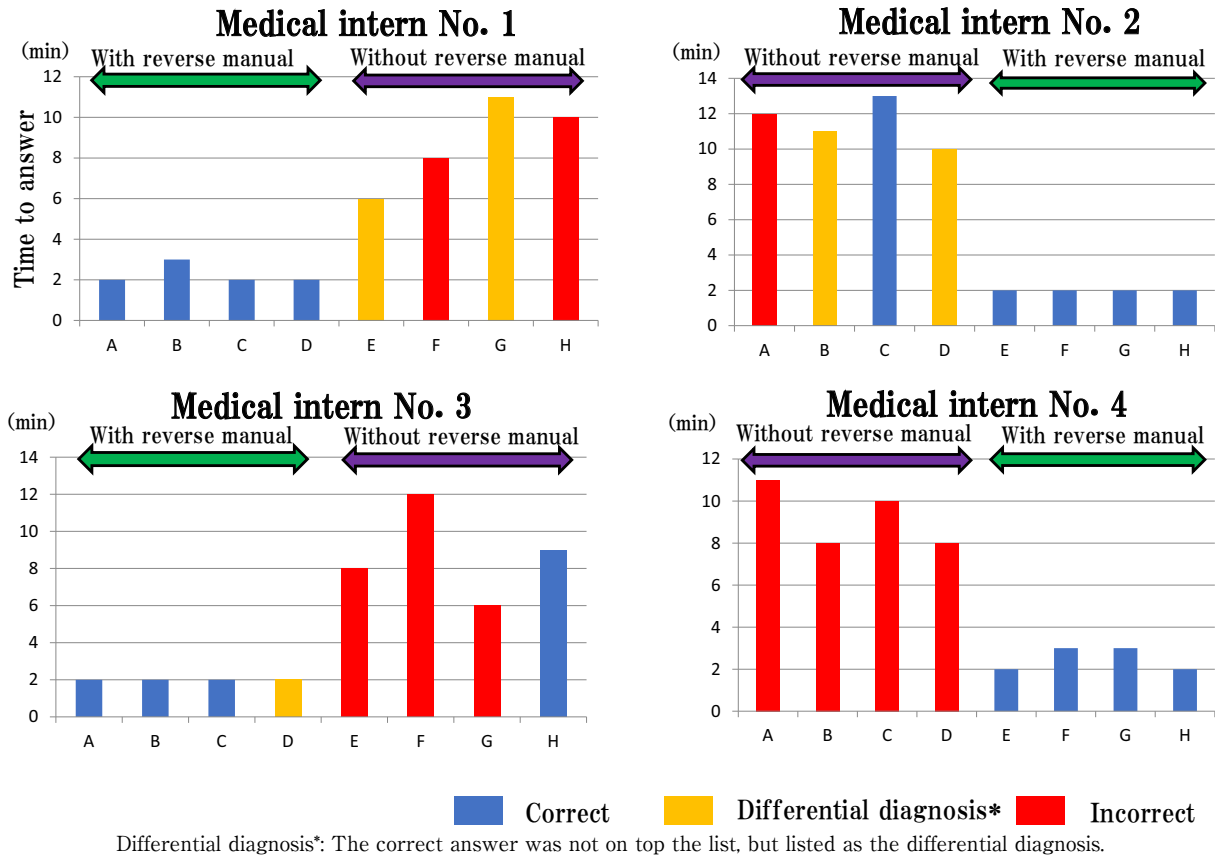 Medical intern No. 1
(min)
With reverse manual
Without reverse manual
Time to answer
12
10
8
6
4
2
0
A B C D E F G H
Medical intern No. 2
(min)
Without reverse manual
With reverse manual
14
12
10
8
6
4
2
0
A B C D E F G H
Medical intern No. 3
(min)
With reverse manual
Without reverse manual
14
12
10
8
6
4
2
0
A B C D E F G H
Medical intern No. 4
(min)
Without reverse manual
With reverse manual
12
10
8
6
4
2
0
A B C D E F G H
Correct
Differential diagnosis*
Incorrect
Differential diagnosis*: The correct answer was not on top the list, but listed as the differential diagnosis.